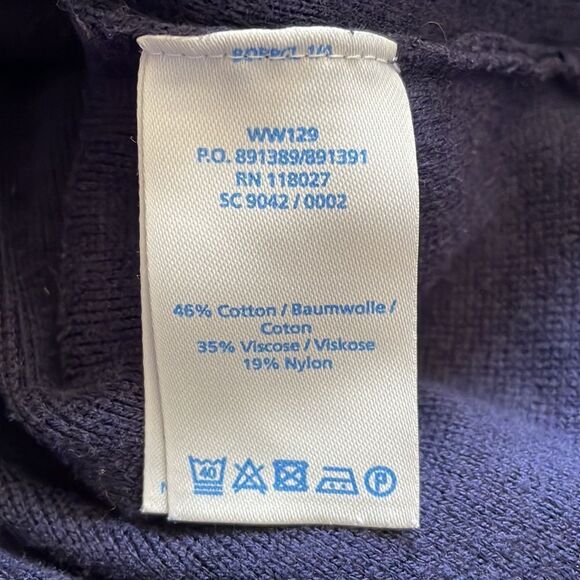 WW129
P.O. 891389/891391
RN 118027
SC 9042 / 0002
46% Cotton / Baumwolle /
Coton
35% Viscose / Viskose
19% Nylon
40 P